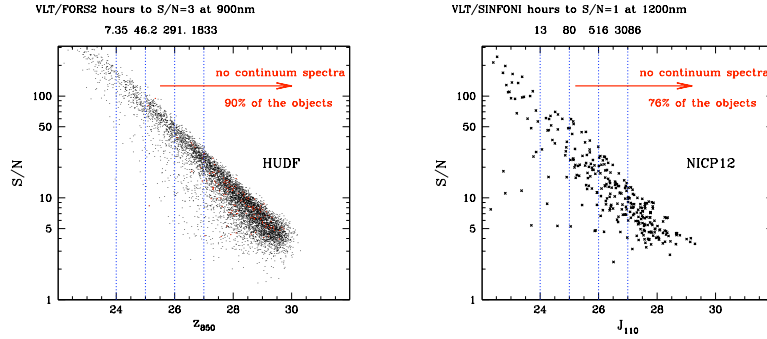 VLT/FORS2 hours to S/N=3 at 900nm
7.35 46.2 291. 1833
no continuum spectra
90% of the objects
HUDF
S/N
100
50
10
5
1
24 26 28 30
Z850
VLT/SINFONI hours to S/N=1 at 1200nm
13 80 516 3086
no continuum spectra
76% of the objects
NICP12
S/N
100
50
10
5
1
24 26 28 30
J110